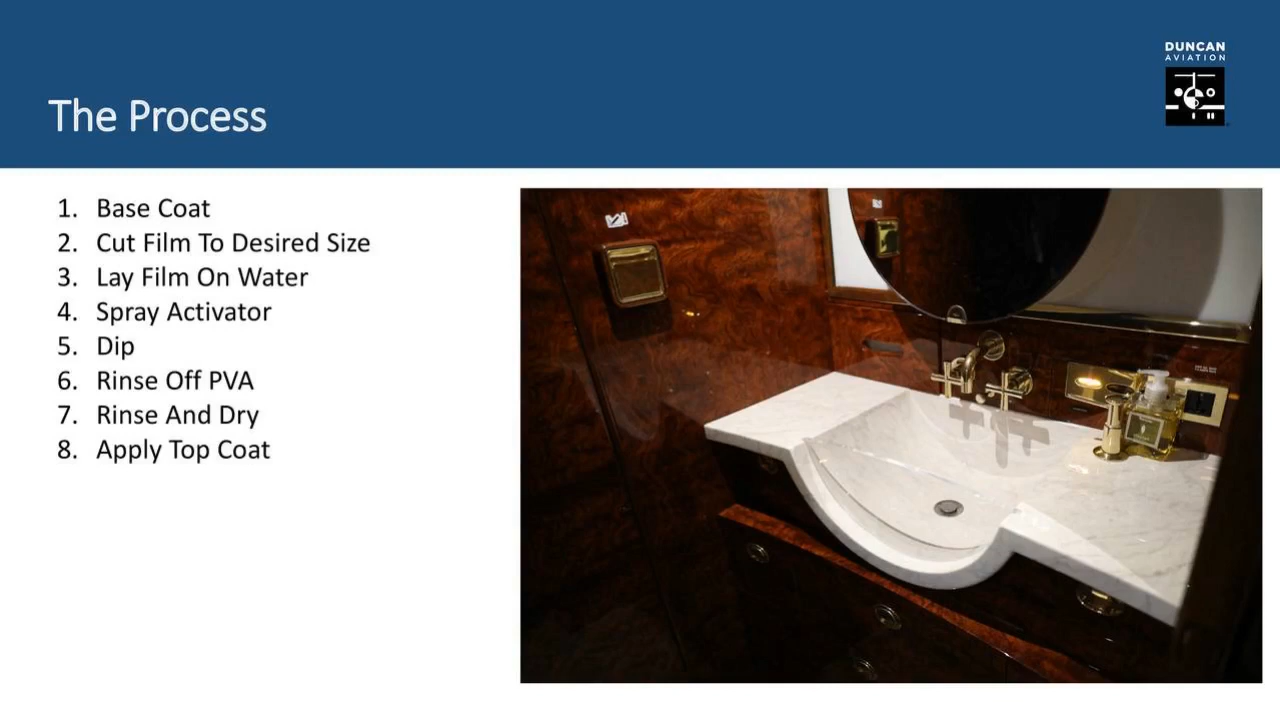 DUNCAN
AVIATION
The Process
1. Base Coat
2. Cut Film To Desired Size
3. Lay Film On Water
4. Spray Activator
5. Dip
6. Rinse Off PVA
7. Rinse And Dry
8. Apply Top Coat